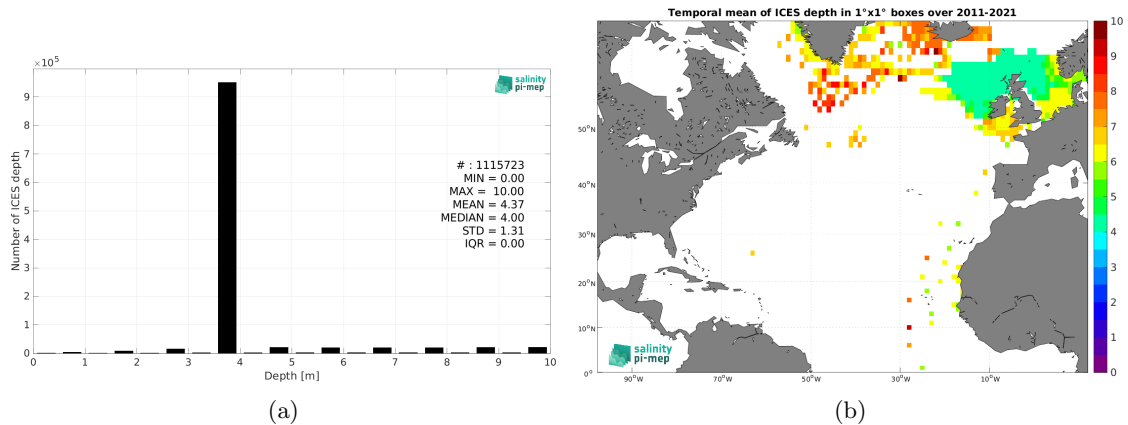 ×10⁵
9
8
7
6
5
4
3
2
1
0
Number of ICES depth
salinity
pi-mep
# : 1115723
MIN = 0.00
MAX = 10.00
MEAN = 4.37
MEDIAN = 4.00
STD = 1.31
IQR = 0.00
0 1 2 3 4 5 6 7 8 9 10
Depth [m]
(a)
Temporal mean of ICES depth in 1°x1° boxes over 2011-2021
50°N
40°N
30°N
20°N
10°N
0°
90°W 70°W 50°W 30°W 10°W
salinity
pi-mep
10
9
8
7
6
5
4
3
2
1
0
(b)